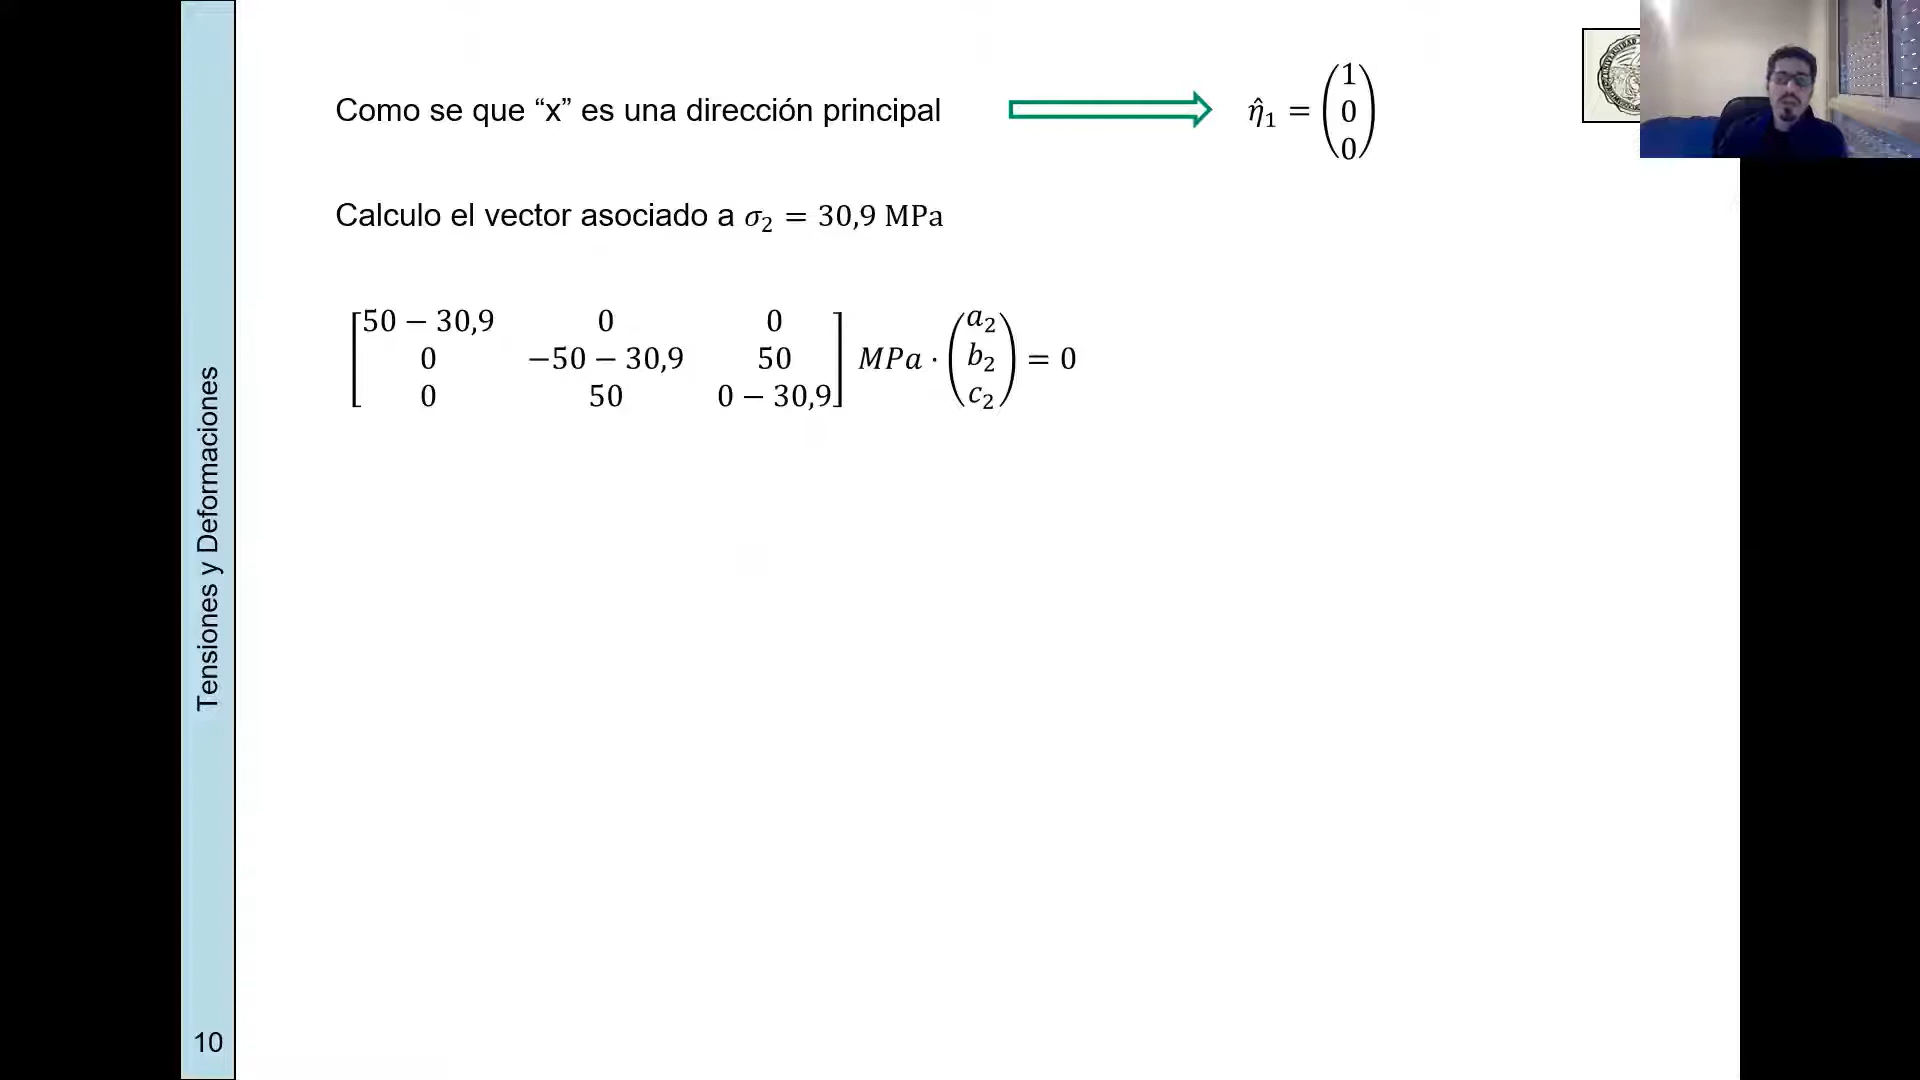 Como se que “x” es una dirección principal
η̂₁ = (1 0 0)
Calculo el vector asociado a σ₂ = 30,9 MPa
[50 − 30,9 0 0
0 −50 − 30,9 50
0 50 0 − 30,9] MPa · (a₂ b₂ c₂) = 0
Tensiones y Deformaciones
10